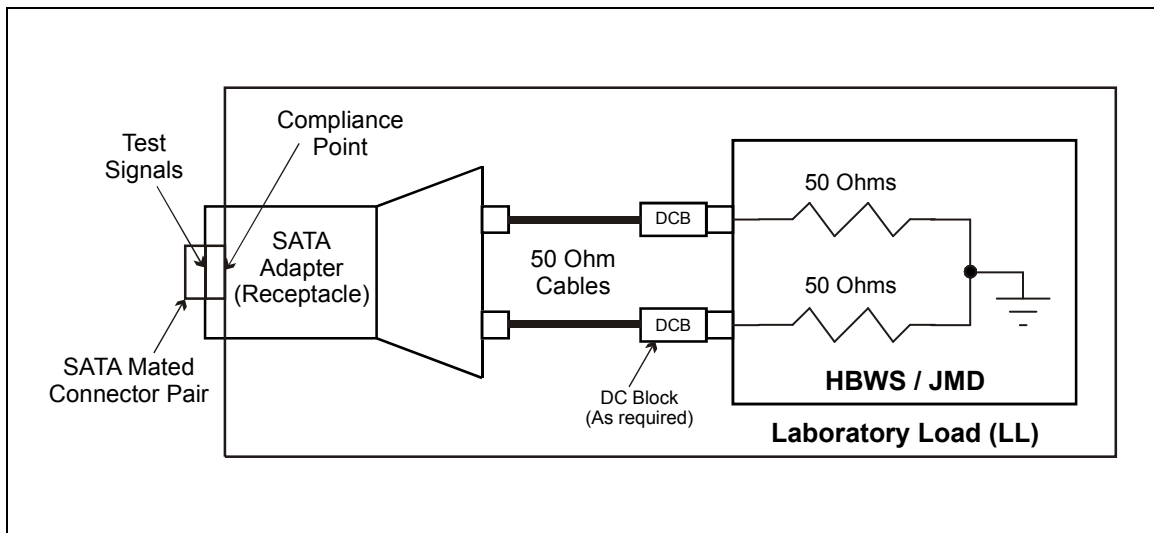 Test
Signals
Compliance
Point
SATA
Adapter
(Receptacle)
SATA Mated
Connector Pair
50 Ohm
Cables
DCB
DCB
DC Block
(As required)
50 Ohms
50 Ohms
HBWS / JMD
Laboratory Load (LL)